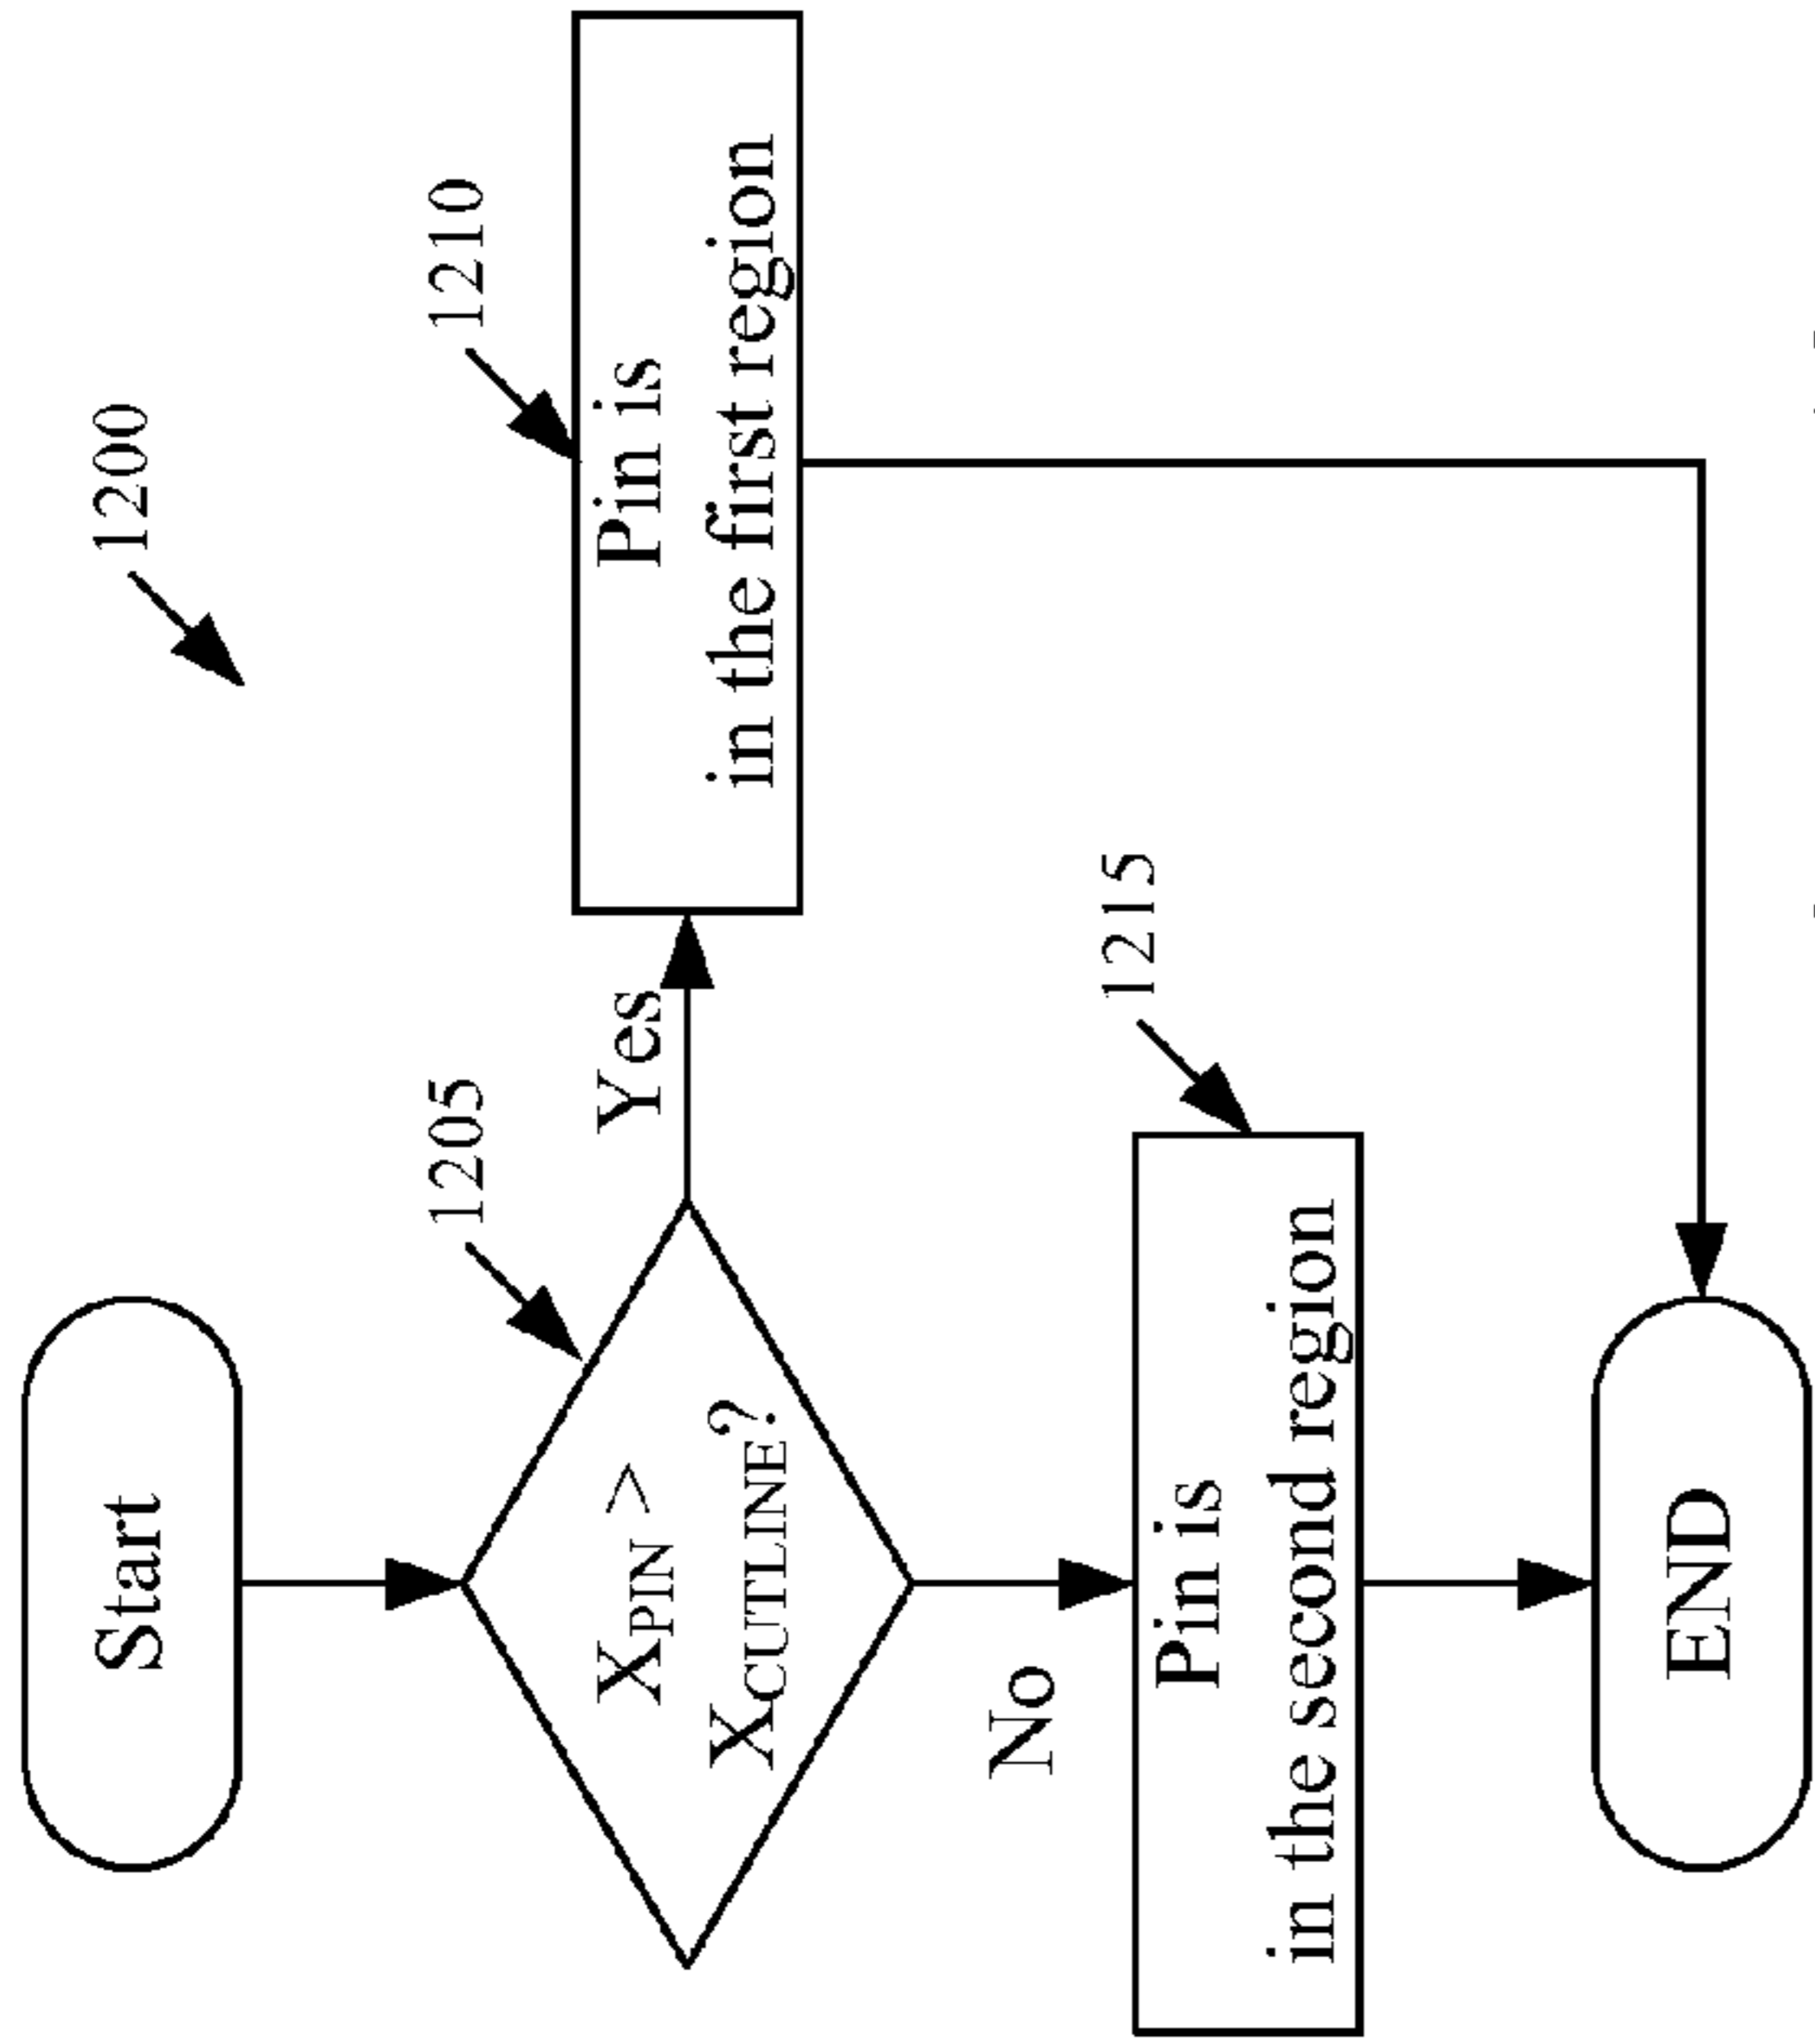 1200
Start
1205
XPIN >
XCUTLINE?
Yes
1210
Pin is
in the first region
No
1215
Pin is
in the second region
END